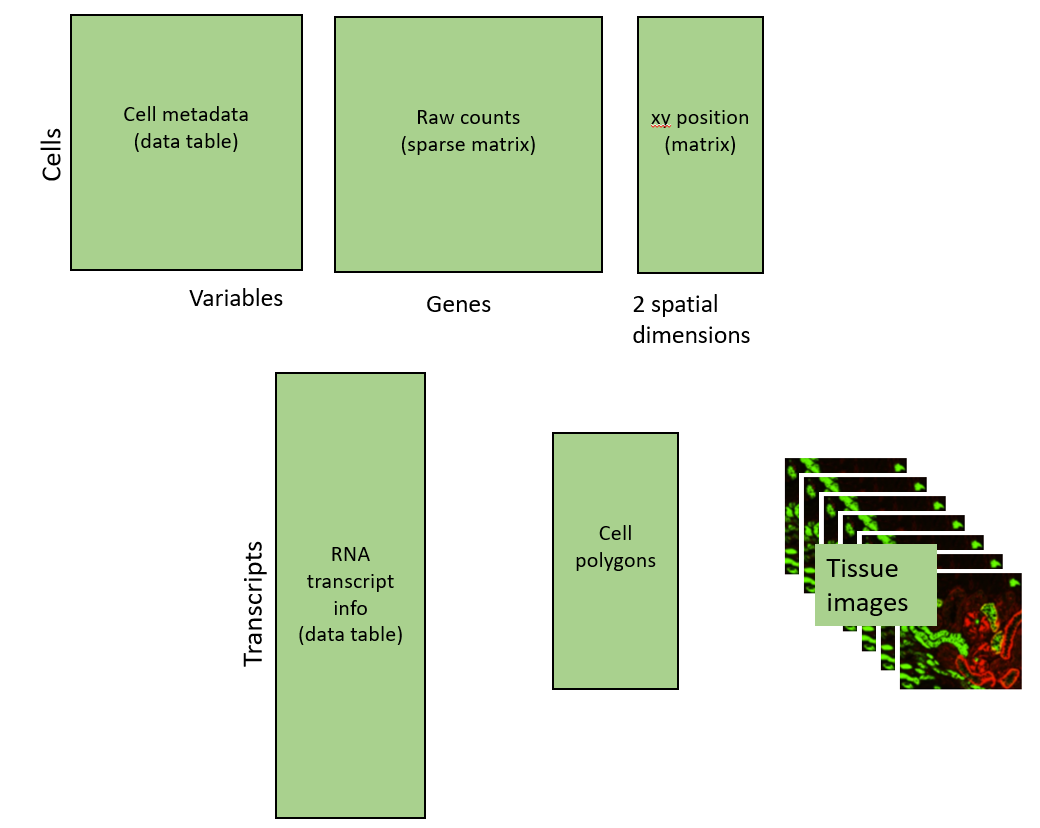 Cells
Cell metadata
(data table)
Raw counts
(sparse matrix)
xy position
(matrix)
Variables
Genes
2 spatial
dimensions
Transcripts
RNA
transcript
info
(data table)
Cell
polygons
Tissue
images